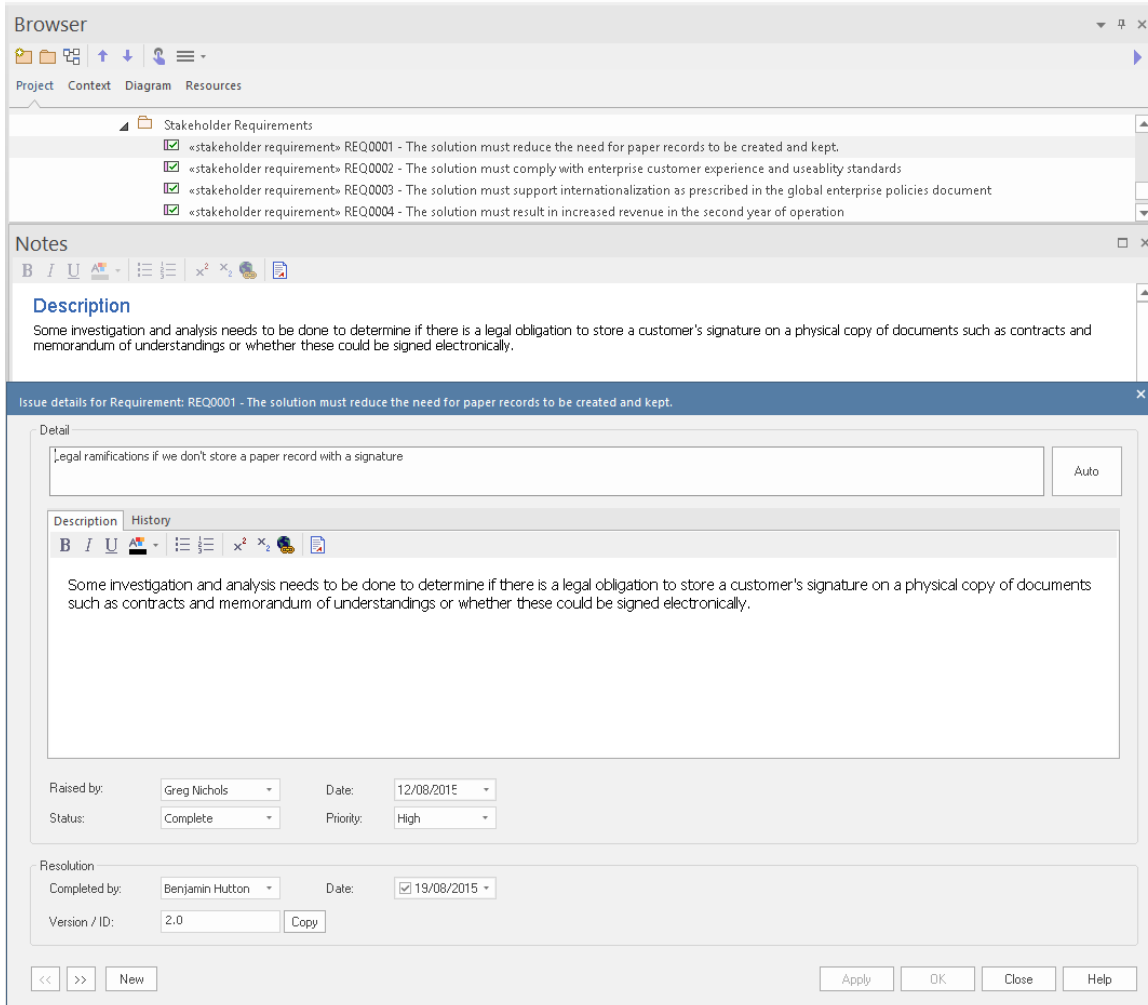 Browser
Project Context Diagram Resources
Stakeholder Requirements
«stakeholder requirement» REQ0001 - The solution must reduce the need for paper records to be created and kept.
«stakeholder requirement» REQ0002 - The solution must comply with enterprise customer experience and useablity standards
«stakeholder requirement» REQ0003 - The solution must support internationalization as prescribed in the global enterprise policies document
«stakeholder requirement» REQ0004 - The solution must result in increased revenue in the second year of operation
Notes
B I U A x² x₂
Description
Some investigation and analysis needs to be done to determine if there is a legal obligation to store a customer's signature on a physical copy of documents such as contracts and
memorandum of understandings or whether these could be signed electronically.
Issue details for Requirement: REQ0001 - The solution must reduce the need for paper records to be created and kept.
Detail
Legal ramifications if we don't store a paper record with a signature
Auto
Description History
B I U A x² x₂
Some investigation and analysis needs to be done to determine if there is a legal obligation to store a customer's signature on a physical copy of documents
such as contracts and memorandum of understandings or whether these could be signed electronically.
Raised by: Greg Nichols Date: 12/08/2015
Status: Complete Priority: High
Resolution
Completed by: Benjamin Hutton Date: 19/08/2015
Version / ID: 2.0 Copy
<< >> New Apply OK Close Help